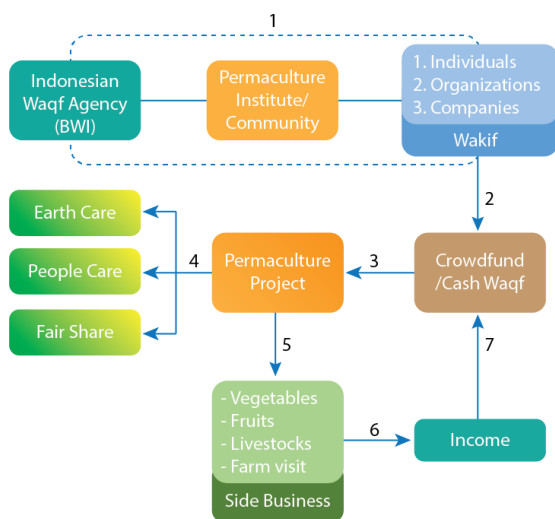 1
Indonesian
Waqf Agency
(BWI)
Permaculture
Institute/
Community
1. Individuals
2. Organizations
3. Companies
Wakif
2
Earth Care
People Care
Fair Share
4
Permaculture
Project
3
Crowdfund
/Cash Waqf
5
7
- Vegetables
- Fruits
- Livestocks
- Farm visit
Side Business
6
Income